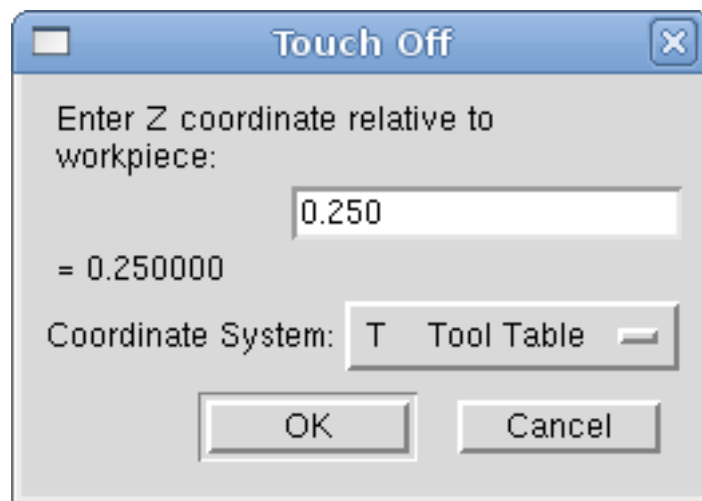 Touch Off
Enter Z coordinate relative to
workpiece:
0.250
= 0.250000
Coordinate System: T Tool Table
OK Cancel